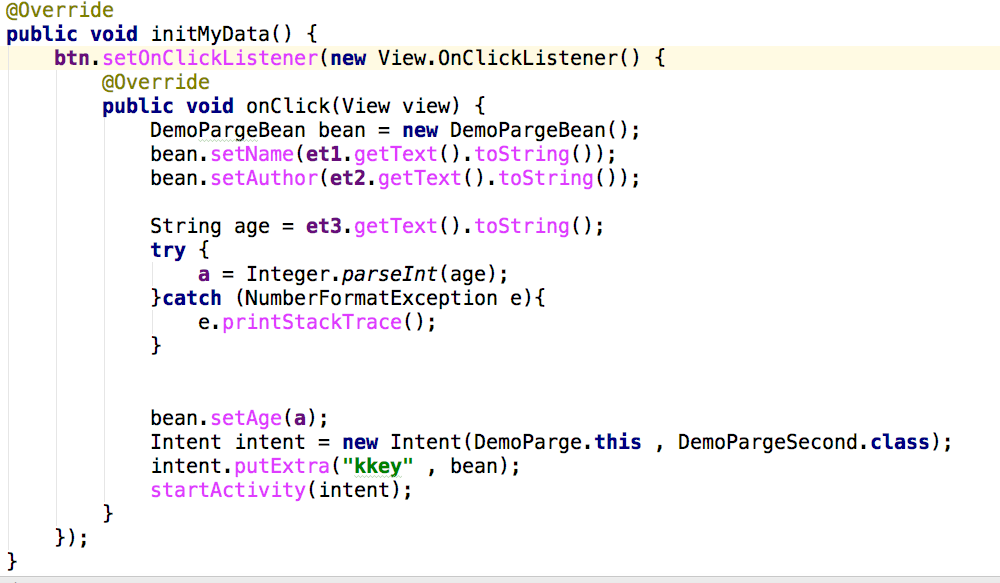 @Override
public void initMyData() {
    btn.setOnClickListener(new View.OnClickListener() {
        @Override
        public void onClick(View view) {
            DemoPargeBean bean = new DemoPargeBean();
            bean.setName(et1.getText().toString());
            bean.setAuthor(et2.getText().toString());

            String age = et3.getText().toString();
            try {
                a = Integer.parseInt(age);
            }catch (NumberFormatException e){
                e.printStackTrace();
            }


            bean.setAge(a);
            Intent intent = new Intent(DemoParge.this , DemoPargeSecond.class);
            intent.putExtra("kkey" , bean);
            startActivity(intent);
        }
    });
}